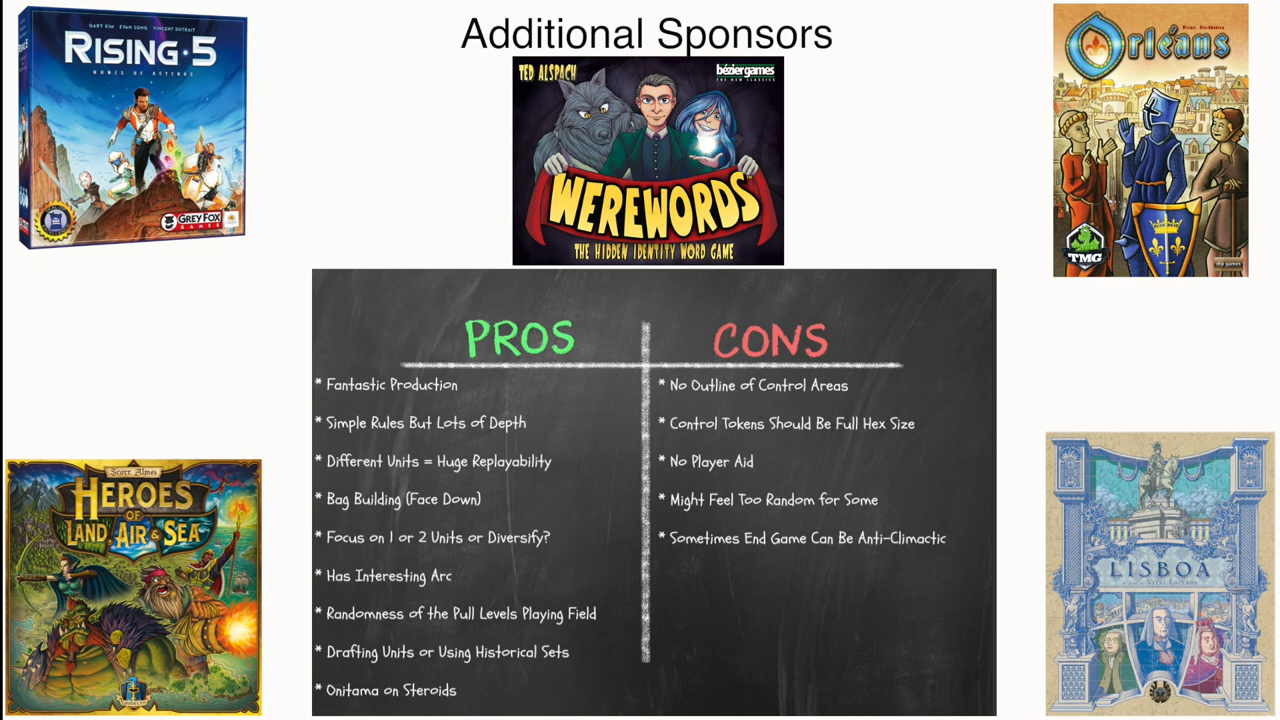 Additional Sponsors
GARY KIM EVAN SONG VINCENT DUTRAIT
RISING·5
RUNES OF ASTEROS
GREY FOX
GAMES
TED ALSPACH
béziergames
THE NEW CLASSICS
WEREWORDS
THE HIDDEN IDENTITY WORD GAME
Orléans
TMG
dlp games
PROS
CONS
* Fantastic Production
* Simple Rules But Lots of Depth
* Different Units = Huge Replayability
* Bag Building (Face Down)
* Focus on 1 or 2 Units or Diversify?
* Has Interesting Arc
* Randomness of the Pull Levels Playing Field
* Drafting Units or Using Historical Sets
* Onitama on Steroids
* No Outline of Control Areas
* Control Tokens Should Be Full Hex Size
* No Player Aid
* Might Feel Too Random for Some
* Sometimes End Game Can Be Anti-Climactic
Scott Almes
HEROES
OF
LAND, AIR & SEA
LISBOA